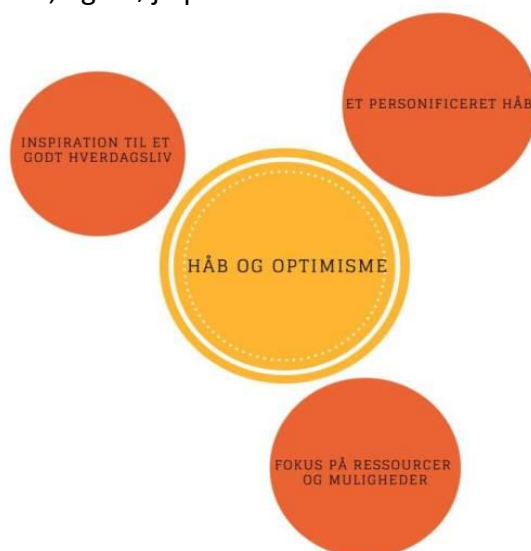 ET PERSONIFICERET HÅB
INSPIRATION TIL ET
GODT HVERDAGSLIV
HÅB OG OPTIMISME
FOKUS PÅ RESSOURCER
OG MULIGHEDER